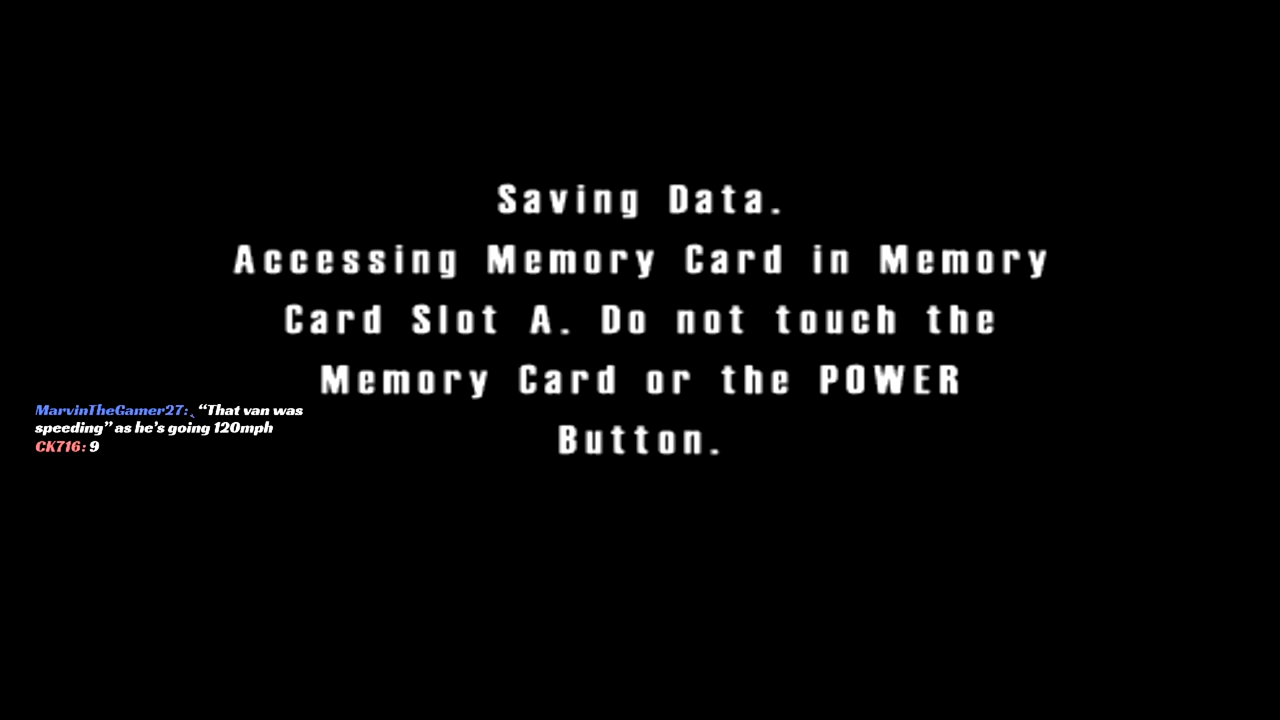 Saving Data.
Accessing Memory Card in Memory
Card Slot A. Do not touch the
Memory Card or the POWER
Button.
MarvinTheGamer27: “That van was
speeding” as he’s going 120mph
CK716: 9